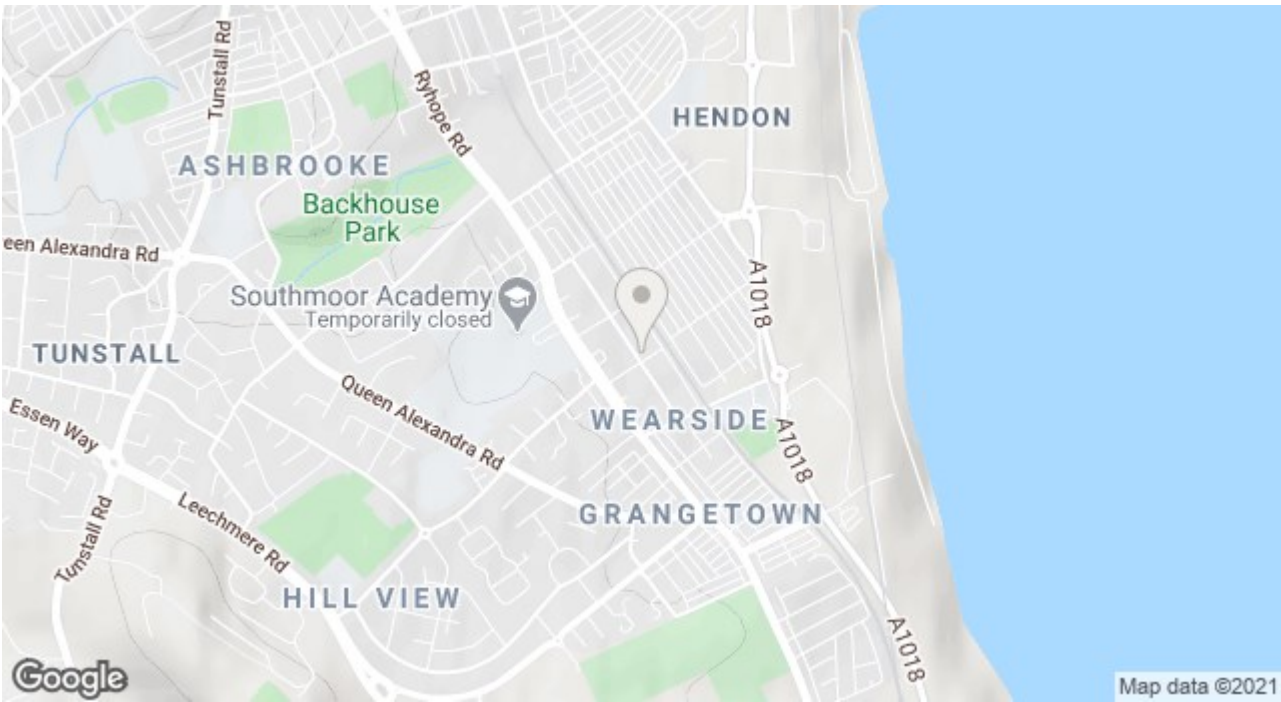 Tunstall Rd
Ryhope Rd
HENDON
ASHBROOKE
Backhouse
Park
een Alexandra Rd
Southmoor Academy
Temporarily closed
A1018
TUNSTALL
Queen Alexandra Rd
Essen Way
WEARSIDE
A1018
Leechmere Rd
GRANGETOWN
Tunstall Rd
HILL VIEW
A1018
Google
Map data ©2021